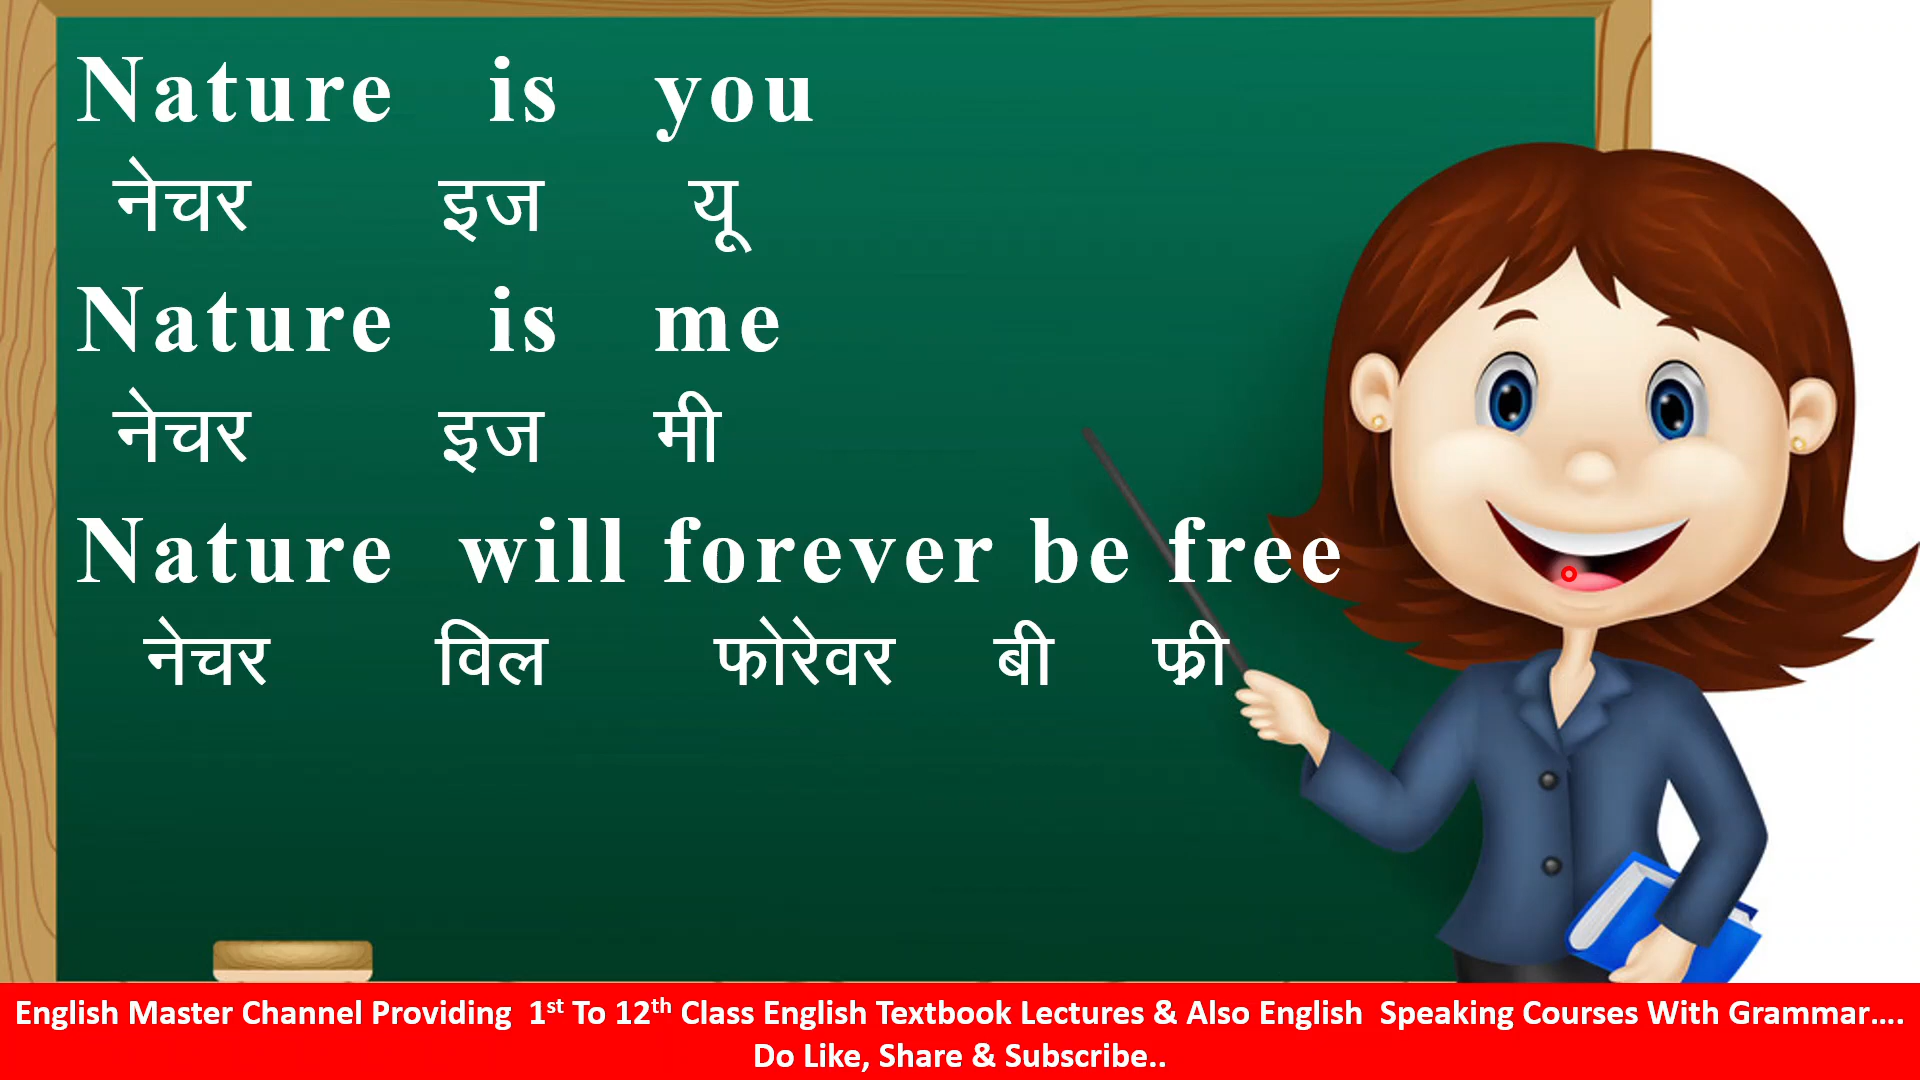 Nature is you
नेचर इज यू
Nature is me
नेचर इज मी
Nature will forever be free
नेचर विल फोरेवर बी फ्री
English Master Channel Providing 1st To 12th Class English Textbook Lectures & Also English Speaking Courses With Grammar....
Do Like, Share & Subscribe..